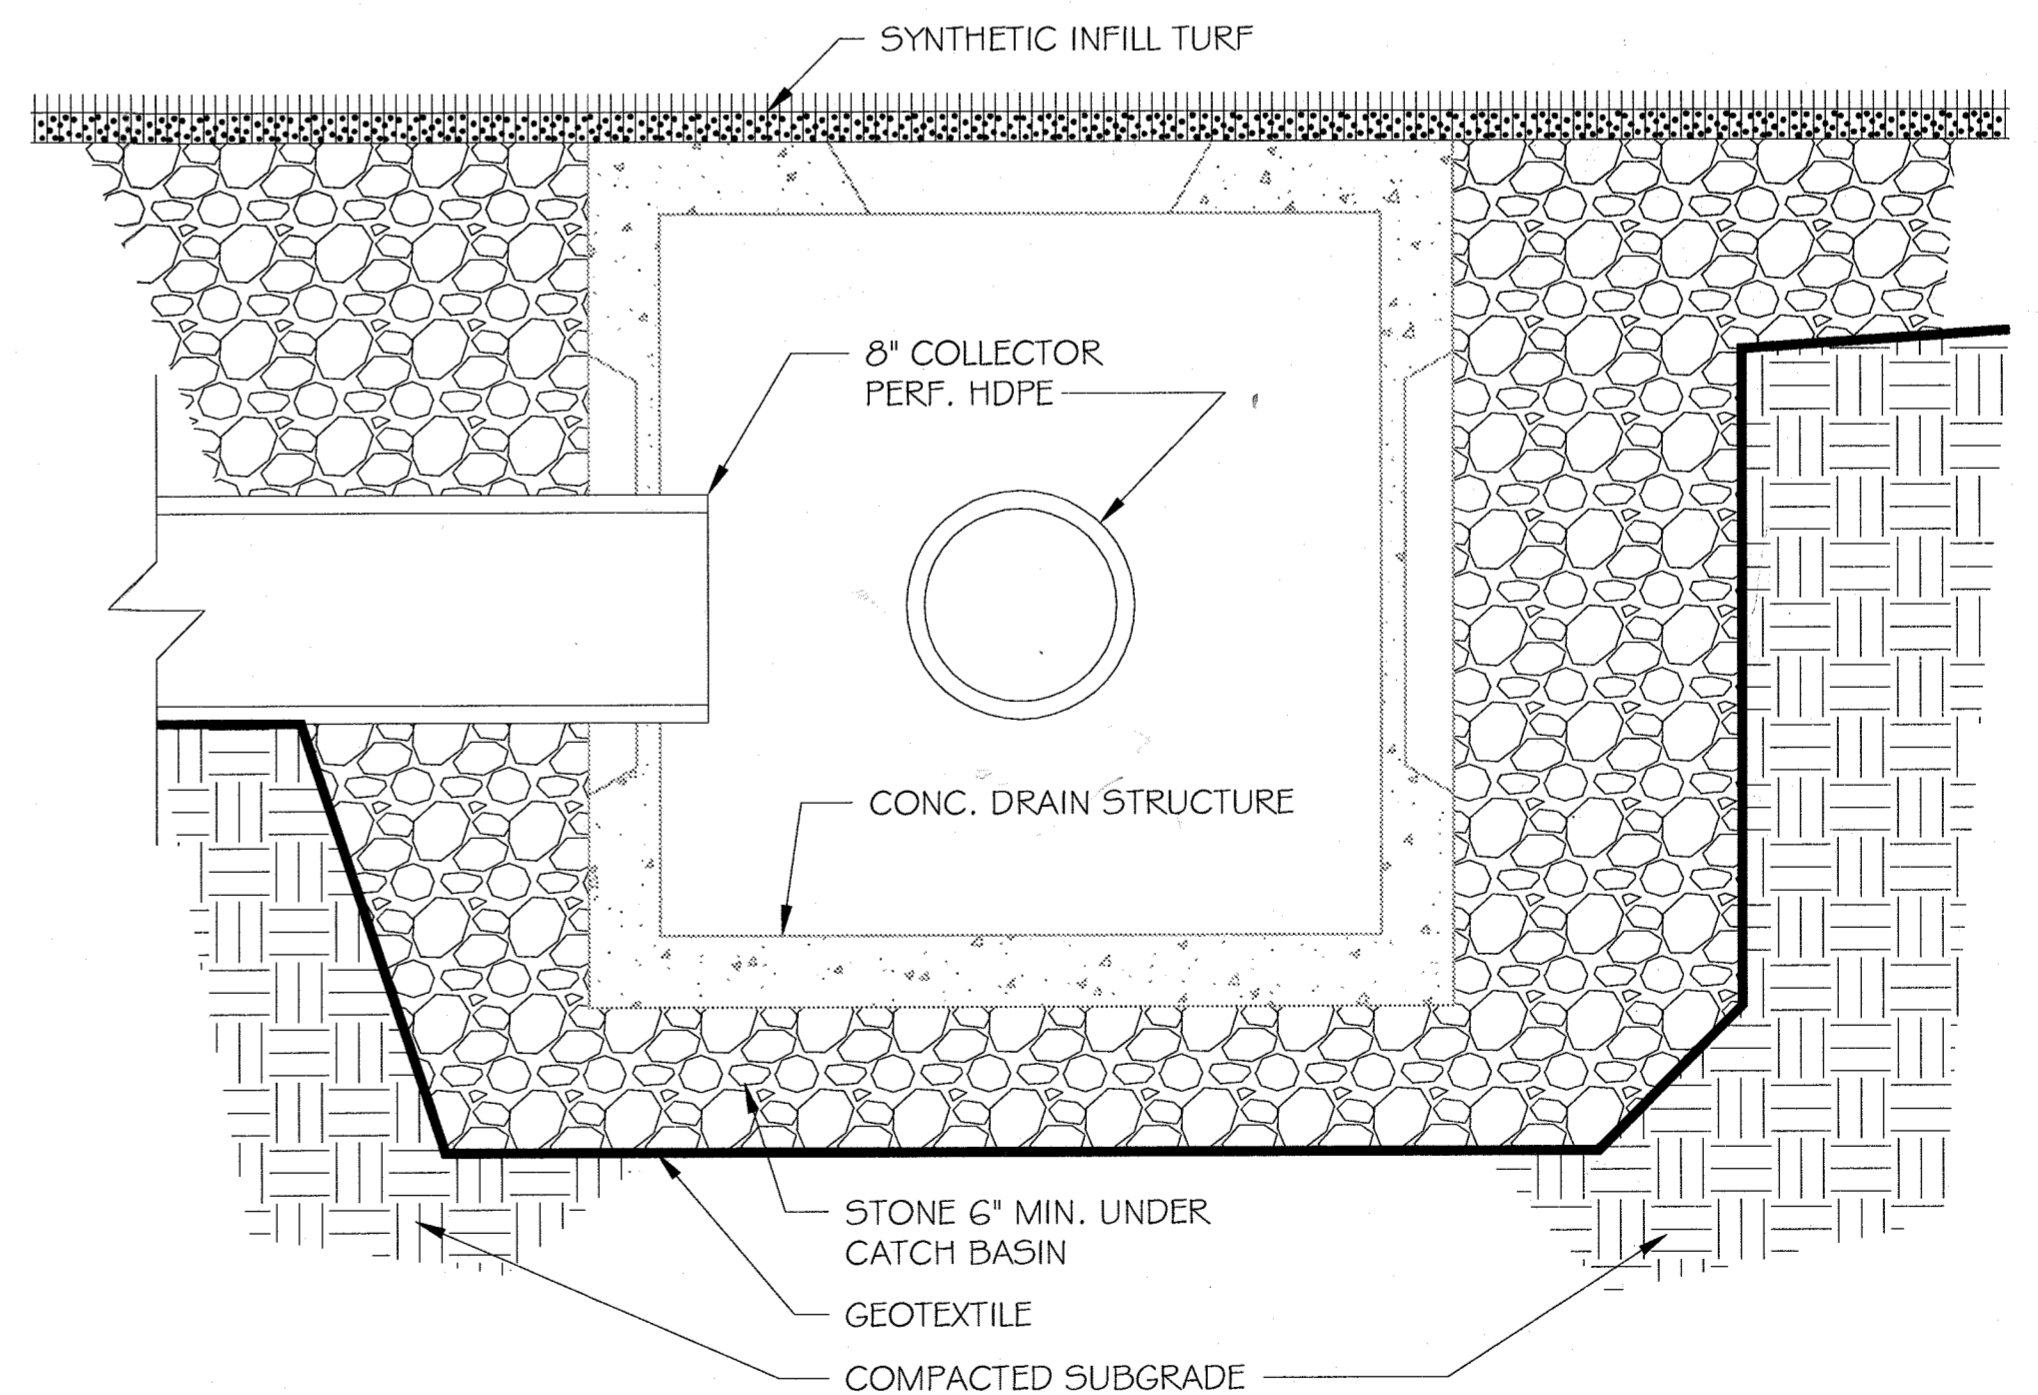 SYNTHETIC INFILL TURF
8" COLLECTOR
PERF. HDPE
CONC. DRAIN STRUCTURE
STONE 6" MIN. UNDER
CATCH BASIN
GEOTEXTILE
COMPACTED SUBGRADE